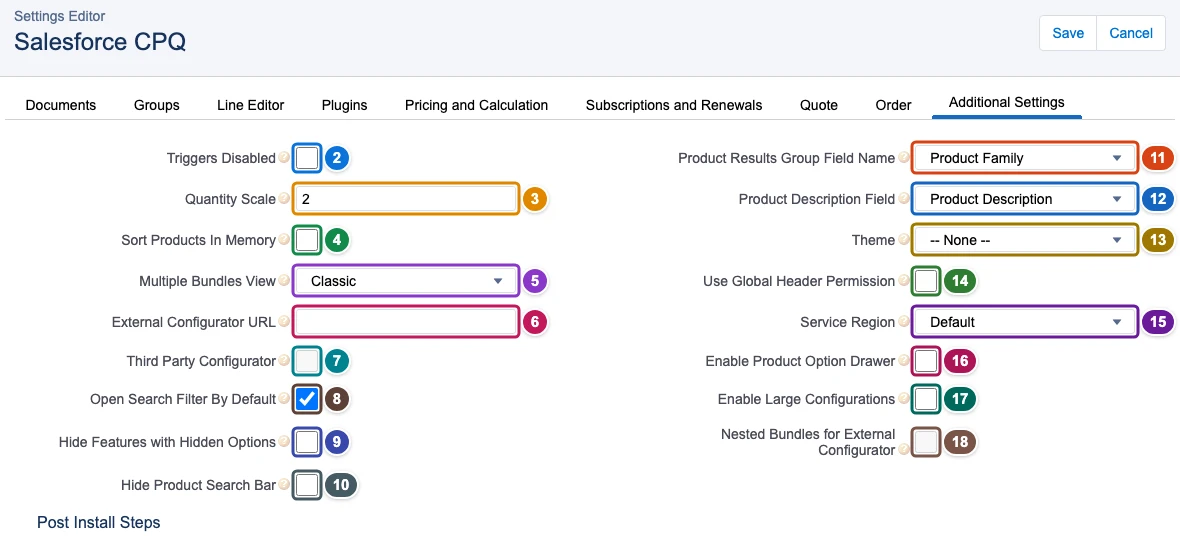 Settings Editor
Salesforce CPQ
Save Cancel
Documents Groups Line Editor Plugins Pricing and Calculation Subscriptions and Renewals Quote Order Additional Settings
Triggers Disabled ? 2
Quantity Scale ? 2 3
Sort Products In Memory ? 4
Multiple Bundles View ? Classic 5
External Configurator URL ? 6
Third Party Configurator ? 7
Open Search Filter By Default ? 8
Hide Features with Hidden Options ? 9
Hide Product Search Bar ? 10
Product Results Group Field Name ? Product Family 11
Product Description Field ? Product Description 12
Theme ? -- None -- 13
Use Global Header Permission ? 14
Service Region ? Default 15
Enable Product Option Drawer ? 16
Enable Large Configurations ? 17
Nested Bundles for External
Configurator ? 18
Post Install Steps